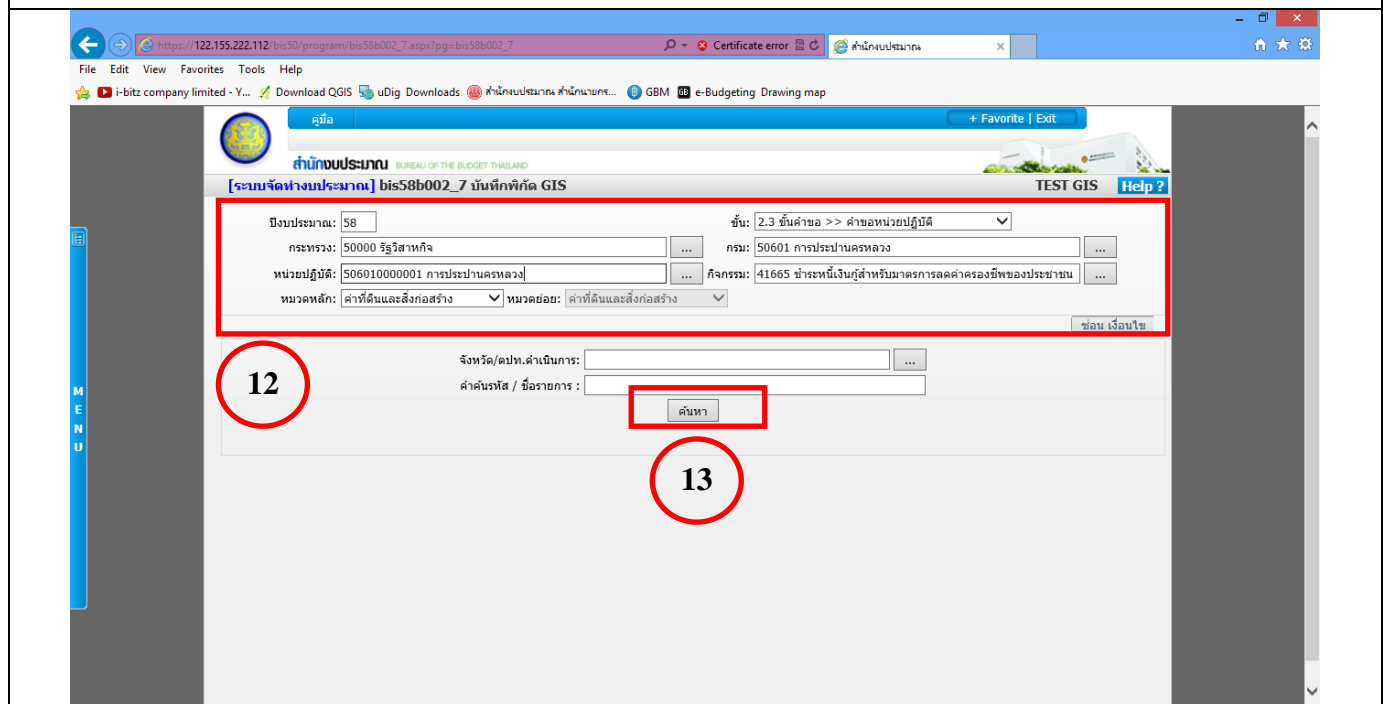 https://122.155.222.112/bis50/program/bis58b002_7.aspx?pg=bis58b002_7 Certificate error สำนักงบประมาณ
File Edit View Favorites Tools Help
i-bitz company limited - Y... Download QGIS uDig Downloads สำนักงบประมาณ สำนักนายกร... GBM e-Budgeting Drawing map
คู่มือ + Favorite | Exit
สำนักงบประมาณ BUREAU OF THE BUDGET THAILAND
[ระบบจัดทำงบประมาณ] bis58b002_7 บันทึกพิกัด GIS TEST GIS Help ?
ปีงบประมาณ: 58 ขั้น: 2.3 ขั้นคำขอ >> คำขอหน่วยปฏิบัติ
กระทรวง: 50000 รัฐวิสาหกิจ ... กรม: 50601 การประปานครหลวง ...
หน่วยปฏิบัติ: 506010000001 การประปานครหลวง ... กิจกรรม: 41665 ชำระหนี้เงินกู้สำหรับมาตรการลดค่าครองชีพของประชาชน ...
หมวดหลัก: ค่าที่ดินและสิ่งก่อสร้าง หมวดย่อย: ค่าที่ดินและสิ่งก่อสร้าง
ซ่อน เงื่อนไข
จังหวัด/ตปท.ดำเนินการ: ...
คำค้นรหัส / ชื่อรายการ :
ค้นหา
12
13
MENU